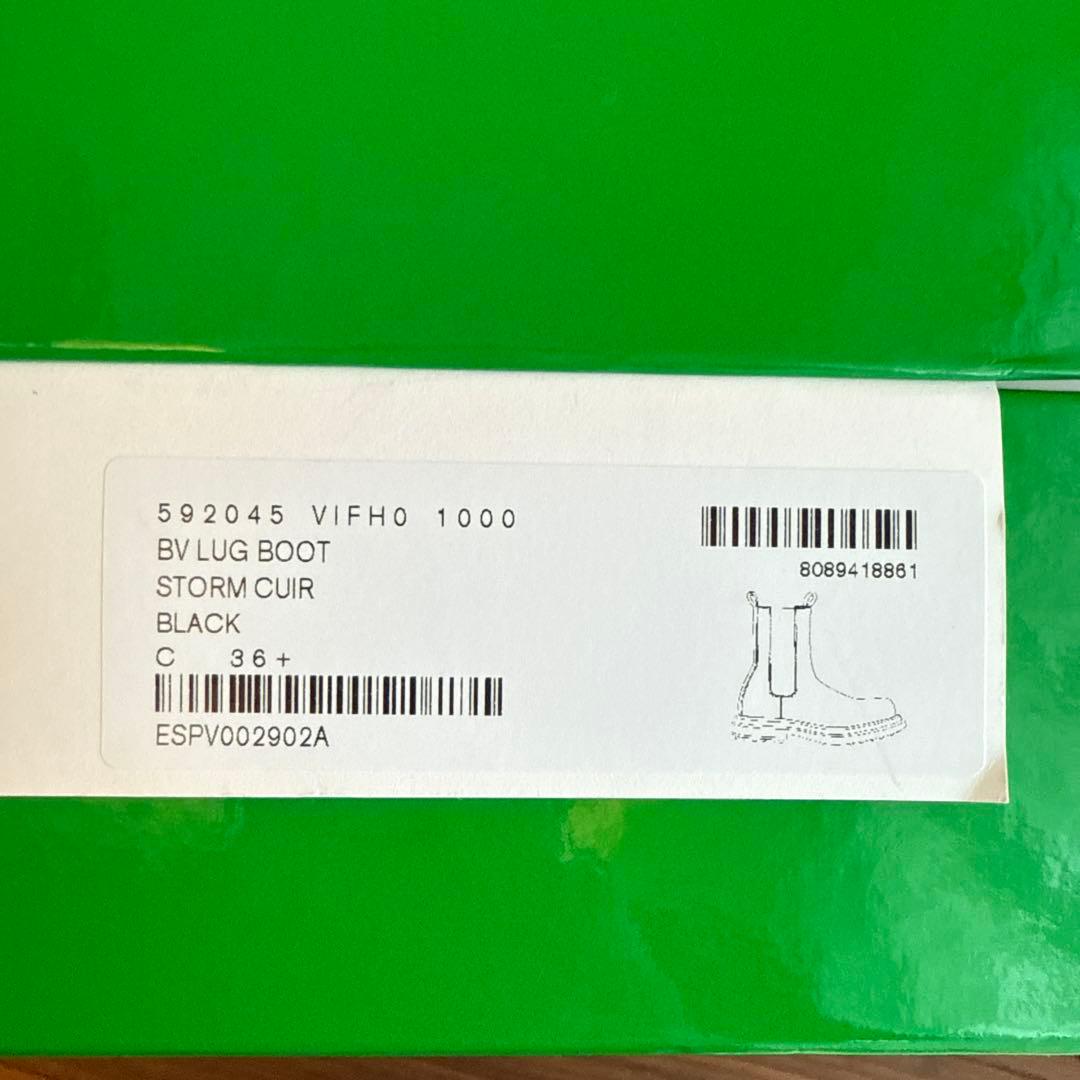 592045 VIFH0 1000
BV LUG BOOT
STORM CUIR
BLACK
C 36+
ESPV002902A
8089418861